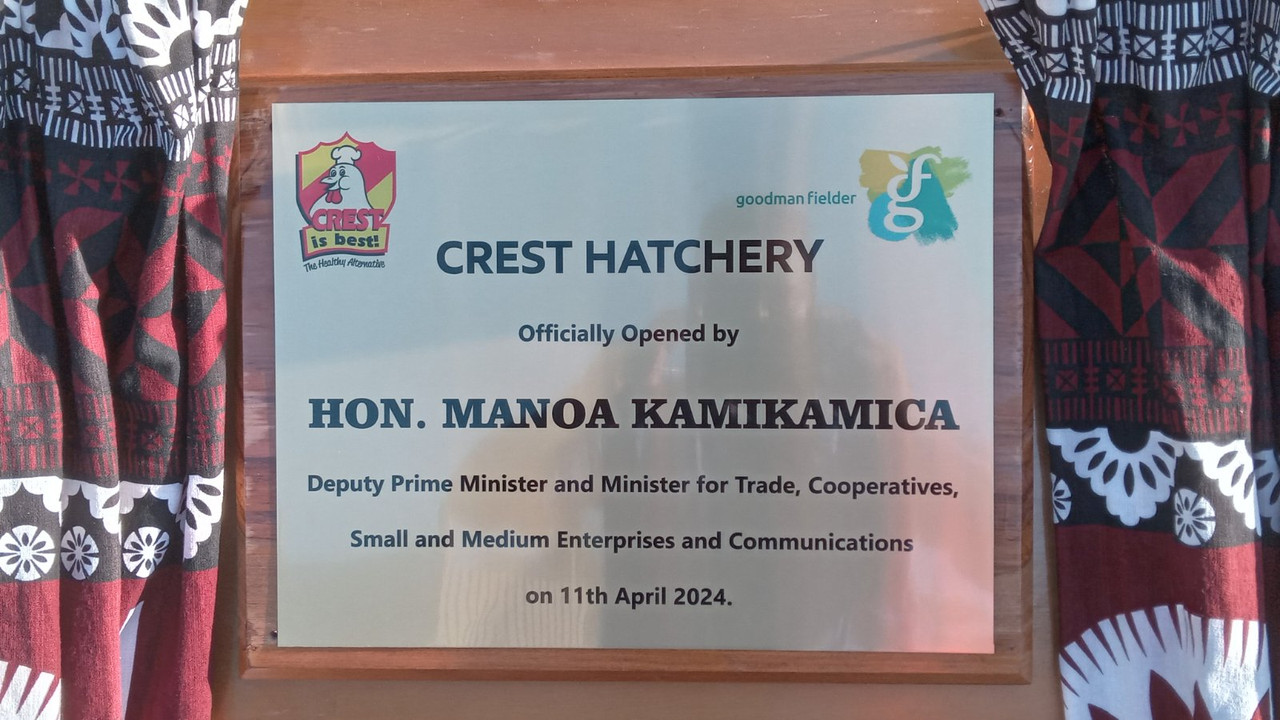 CREST
is best!
The Healthy Alternative
goodman fielder
gf
CREST HATCHERY
Officially Opened by
HON. MANOA KAMIKAMICA
Deputy Prime Minister and Minister for Trade, Cooperatives,
Small and Medium Enterprises and Communications
on 11th April 2024.